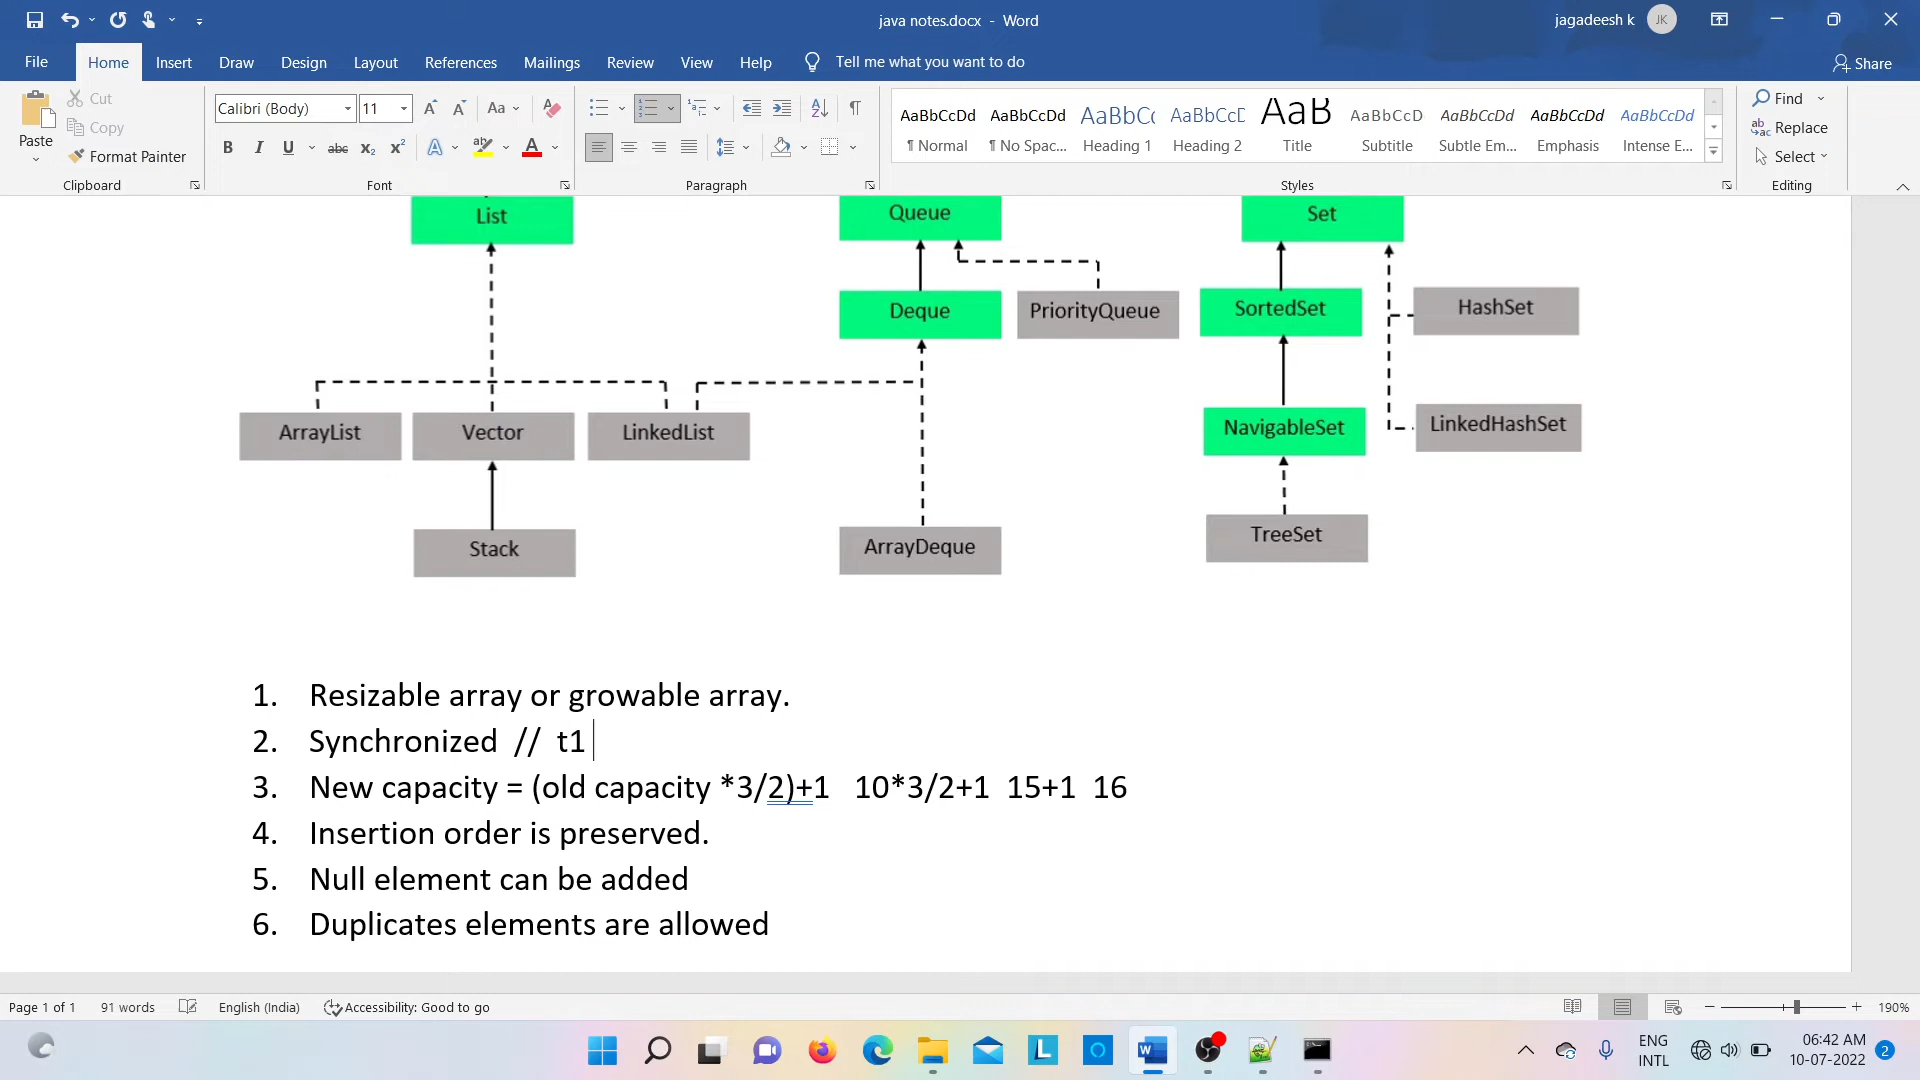 java notes.docx - Word
jagadeesh k
JK
File
Home
Insert
Draw
Design
Layout
References
Mailings
Review
View
Help
Tell me what you want to do
Share
Paste
Cut
Copy
Format Painter
Clipboard
Calibri (Body)
11
Aa
B I U abc x₂ x² A A
Font
Paragraph
AaBbCcDd
¶ Normal
AaBbCcDd
¶ No Spac...
AaBbCc
Heading 1
AaBbCcD
Heading 2
AaB
Title
AaBbCcD
Subtitle
AaBbCcDd
Subtle Em...
AaBbCcDd
Emphasis
AaBbCcDd
Intense E...
Styles
Find
Replace
Select
Editing
List
Queue
Set
Deque
PriorityQueue
SortedSet
HashSet
ArrayList
Vector
LinkedList
NavigableSet
LinkedHashSet
Stack
ArrayDeque
TreeSet
1. Resizable array or growable array.
2. Synchronized // t1
3. New capacity = (old capacity *3/2)+1 10*3/2+1 15+1 16
4. Insertion order is preserved.
5. Null element can be added
6. Duplicates elements are allowed
Page 1 of 1
91 words
English (India)
Accessibility: Good to go
190%
ENG
INTL
06:42 AM
10-07-2022
2